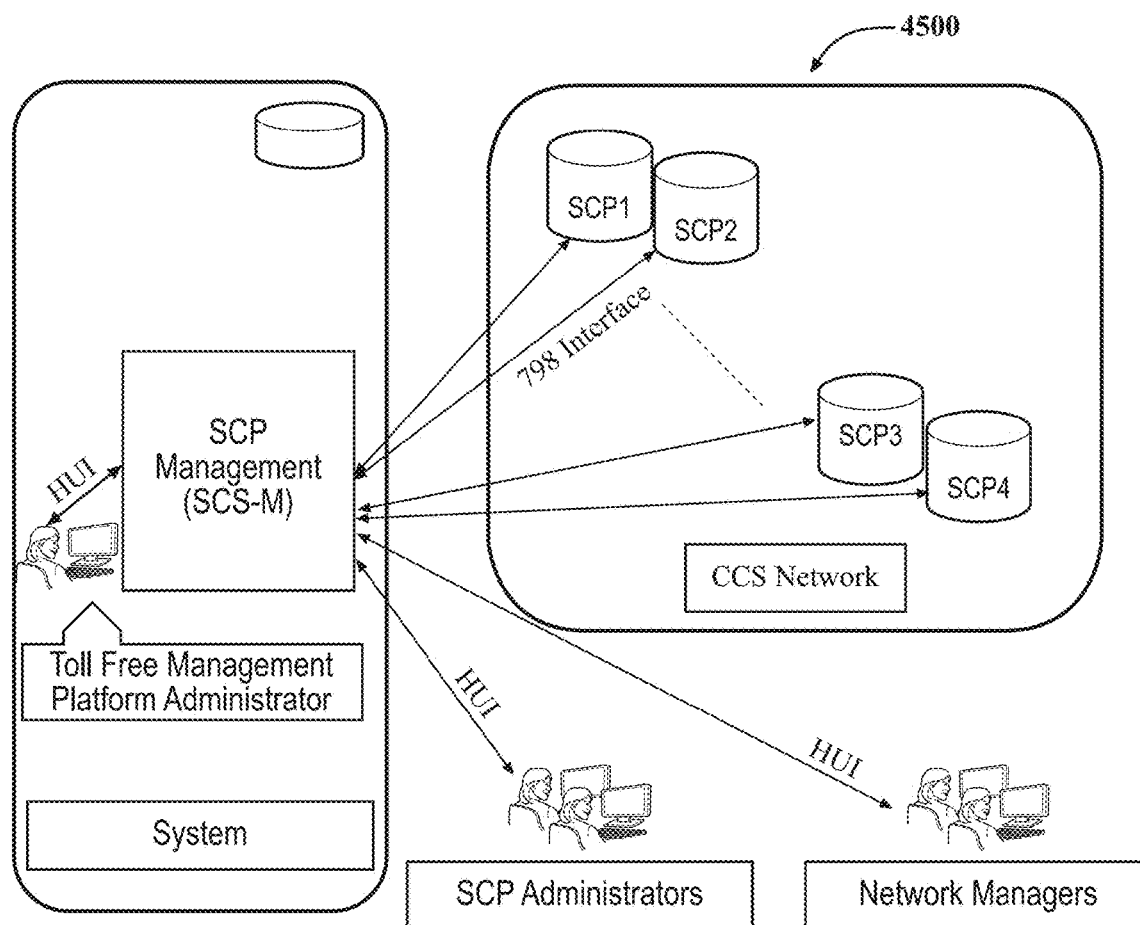 4500
SCP1
SCP2
798 Interface
SCP3
SCP4
CCS Network
SCP
Management
(SCS-M)
HUI
Toll Free Management
Platform Administrator
System
HUI
SCP Administrators
HUI
Network Managers